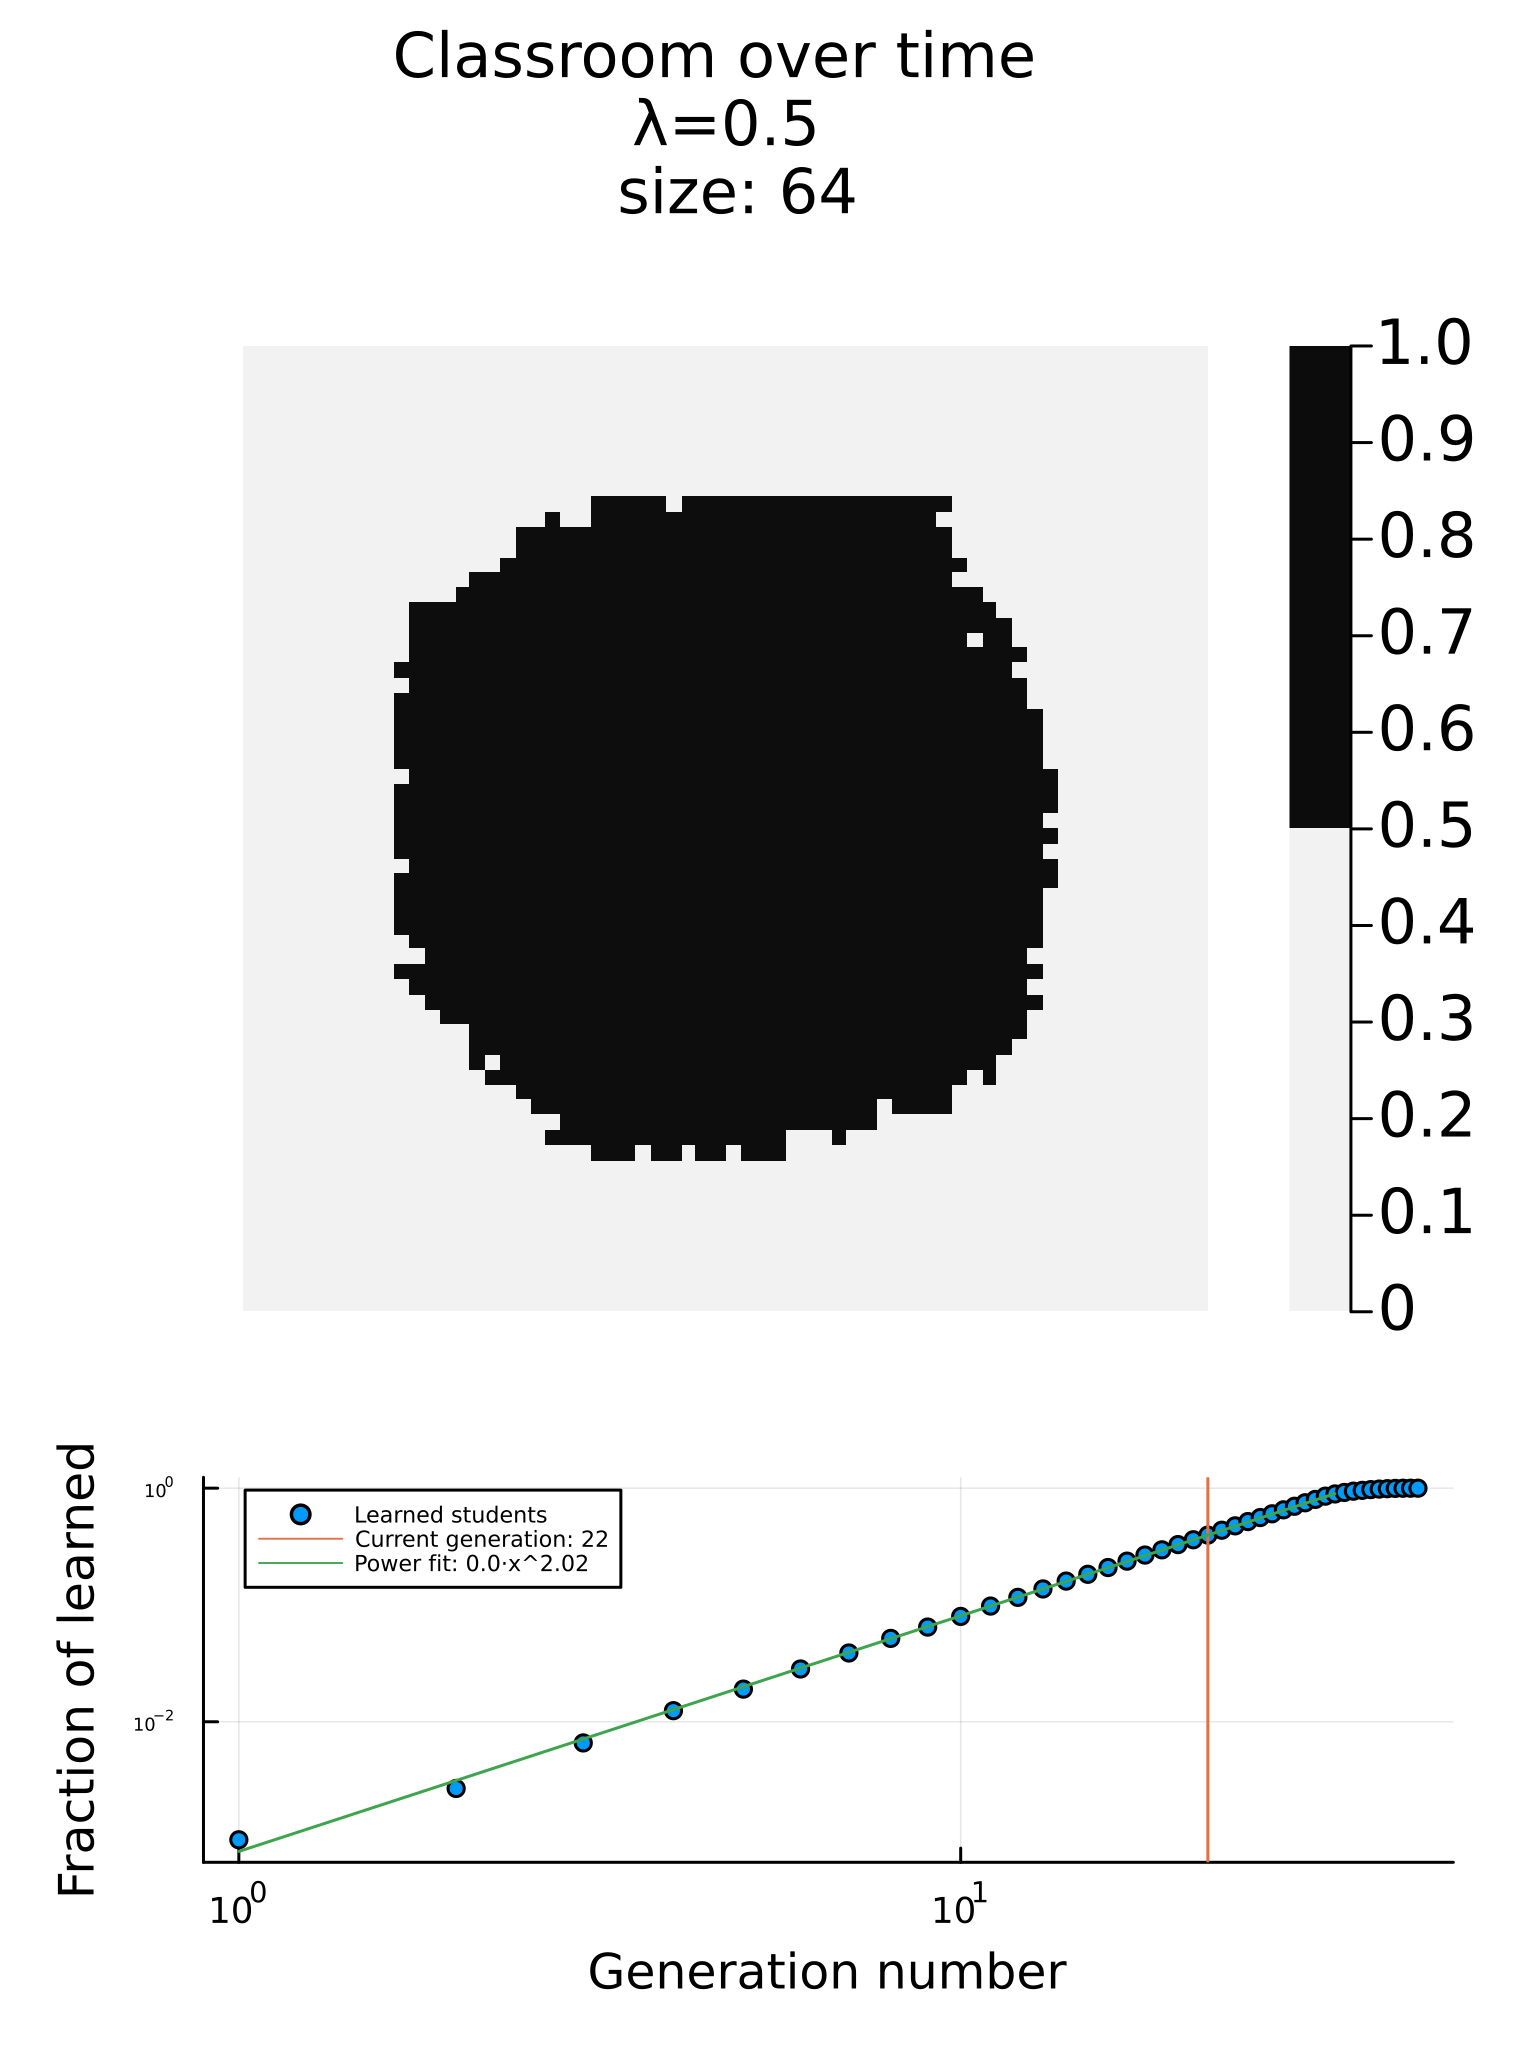 Classroom over time
λ=0.5
size: 64
1.0
0.9
0.8
0.7
0.6
0.5
0.4
0.3
0.2
0.1
0
Fraction of learned
10^0
10^-2
Learned students
Current generation: 22
Power fit: 0.0·x^2.02
10^0
10^1
Generation number